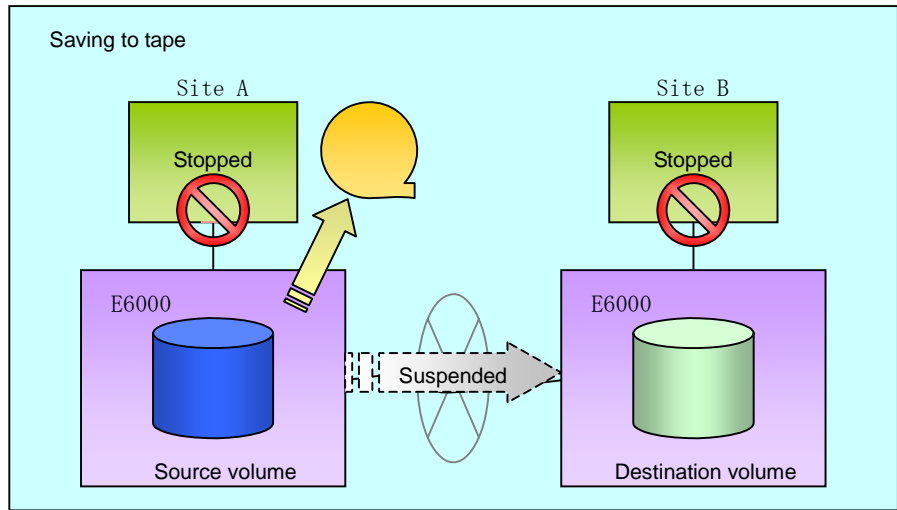 Saving to tape
Site A
Site B
Stopped
Stopped
E6000
E6000
Suspended
Source volume
Destination volume